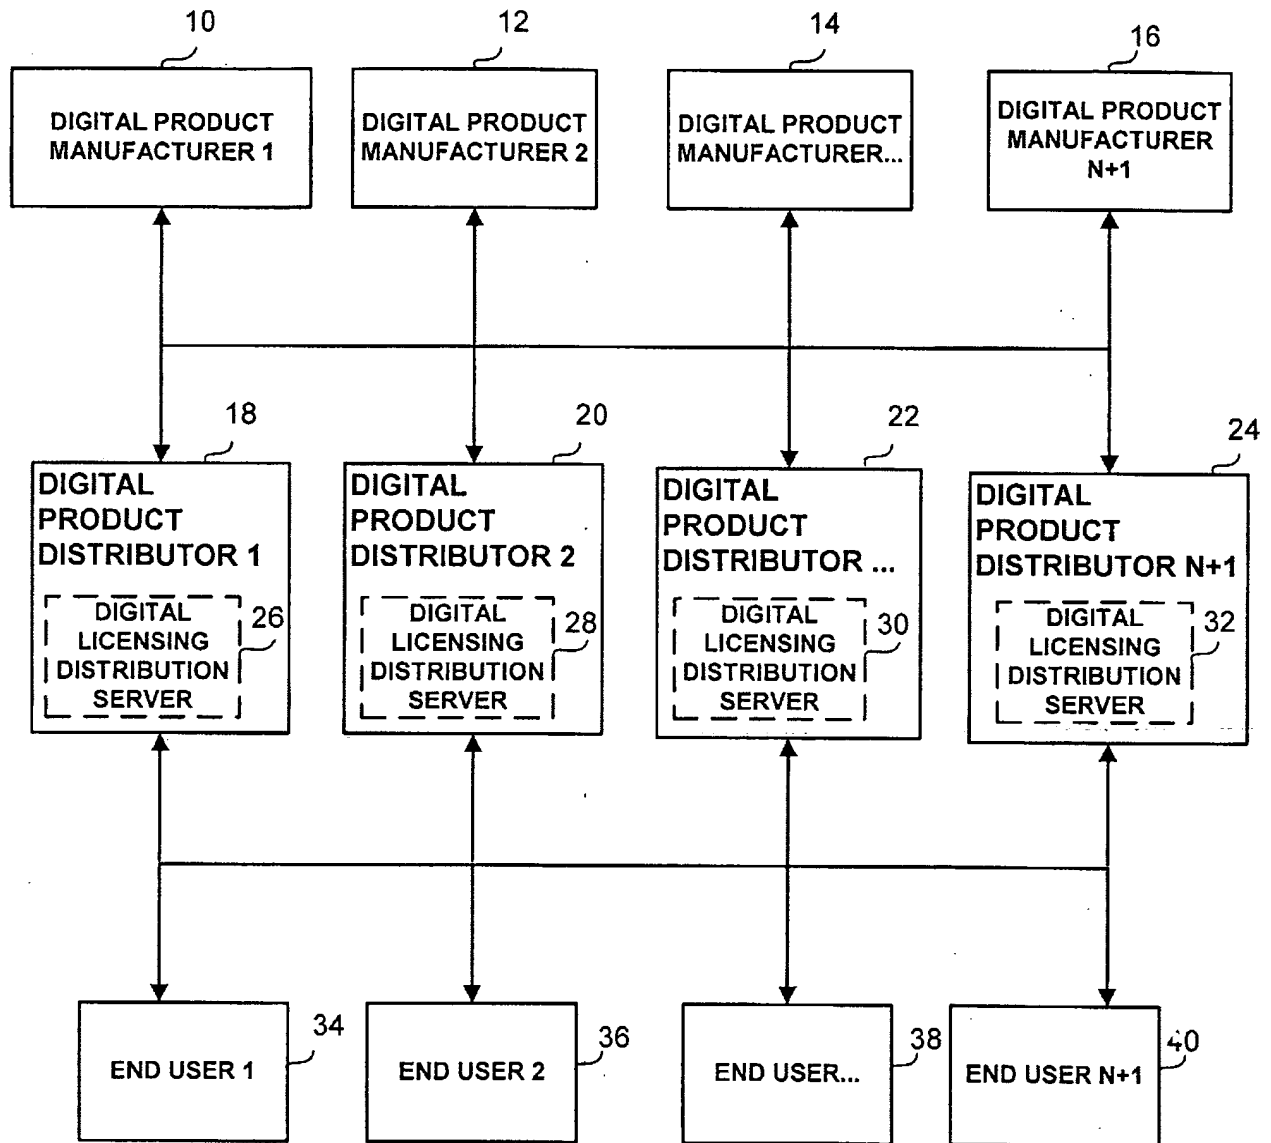 10
12
14
16
DIGITAL PRODUCT
MANUFACTURER 1
DIGITAL PRODUCT
MANUFACTURER 2
DIGITAL PRODUCT
MANUFACTURER...
DIGITAL PRODUCT
MANUFACTURER
N+1
18
20
22
24
DIGITAL
PRODUCT
DISTRIBUTOR 1
DIGITAL
LICENSING
DISTRIBUTION
SERVER
26
DIGITAL
PRODUCT
DISTRIBUTOR 2
DIGITAL
LICENSING
DISTRIBUTION
SERVER
28
DIGITAL
PRODUCT
DISTRIBUTOR ...
DIGITAL
LICENSING
DISTRIBUTION
SERVER
30
DIGITAL
PRODUCT
DISTRIBUTOR N+1
DIGITAL
LICENSING
DISTRIBUTION
SERVER
32
END USER 1
34
END USER 2
36
END USER...
38
END USER N+1
40